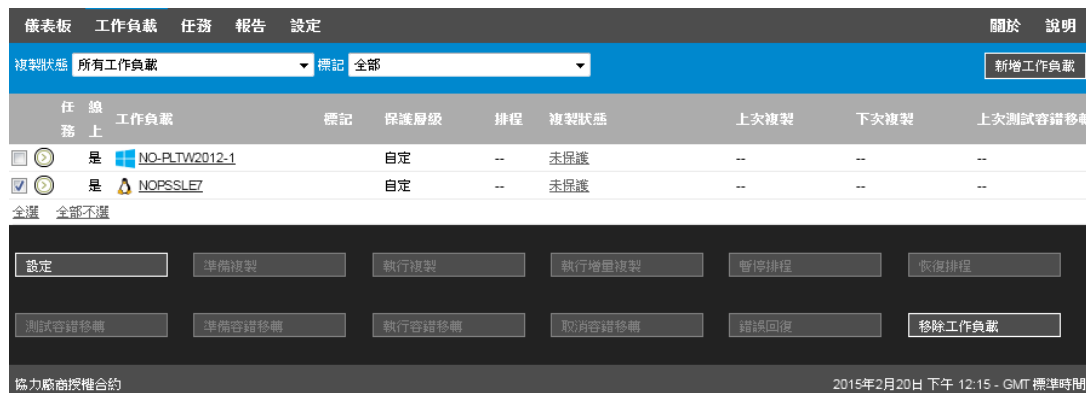 儀表板 工作負載 任務 報告 設定 關於 說明
複製狀態 所有工作負載 標記 全部 新增工作負載
任務 線上 工作負載 標記 保護層級 排程 複製狀態 上次複製 下次複製 上次測試容錯移轉
是 NO-PLTW2012-1 自定 -- 未保護 -- -- --
是 NOPSSLE7 自定 -- 未保護 -- -- --
全選 全部不選
設定 準備複製 執行複製 執行增量複製 暫停排程 恢復排程
測試容錯移轉 準備容錯移轉 執行容錯移轉 取消容錯移轉 錯誤回復 移除工作負載
協力廠商授權合約 2015年2月20日 下午 12:15 - GMT 標準時間